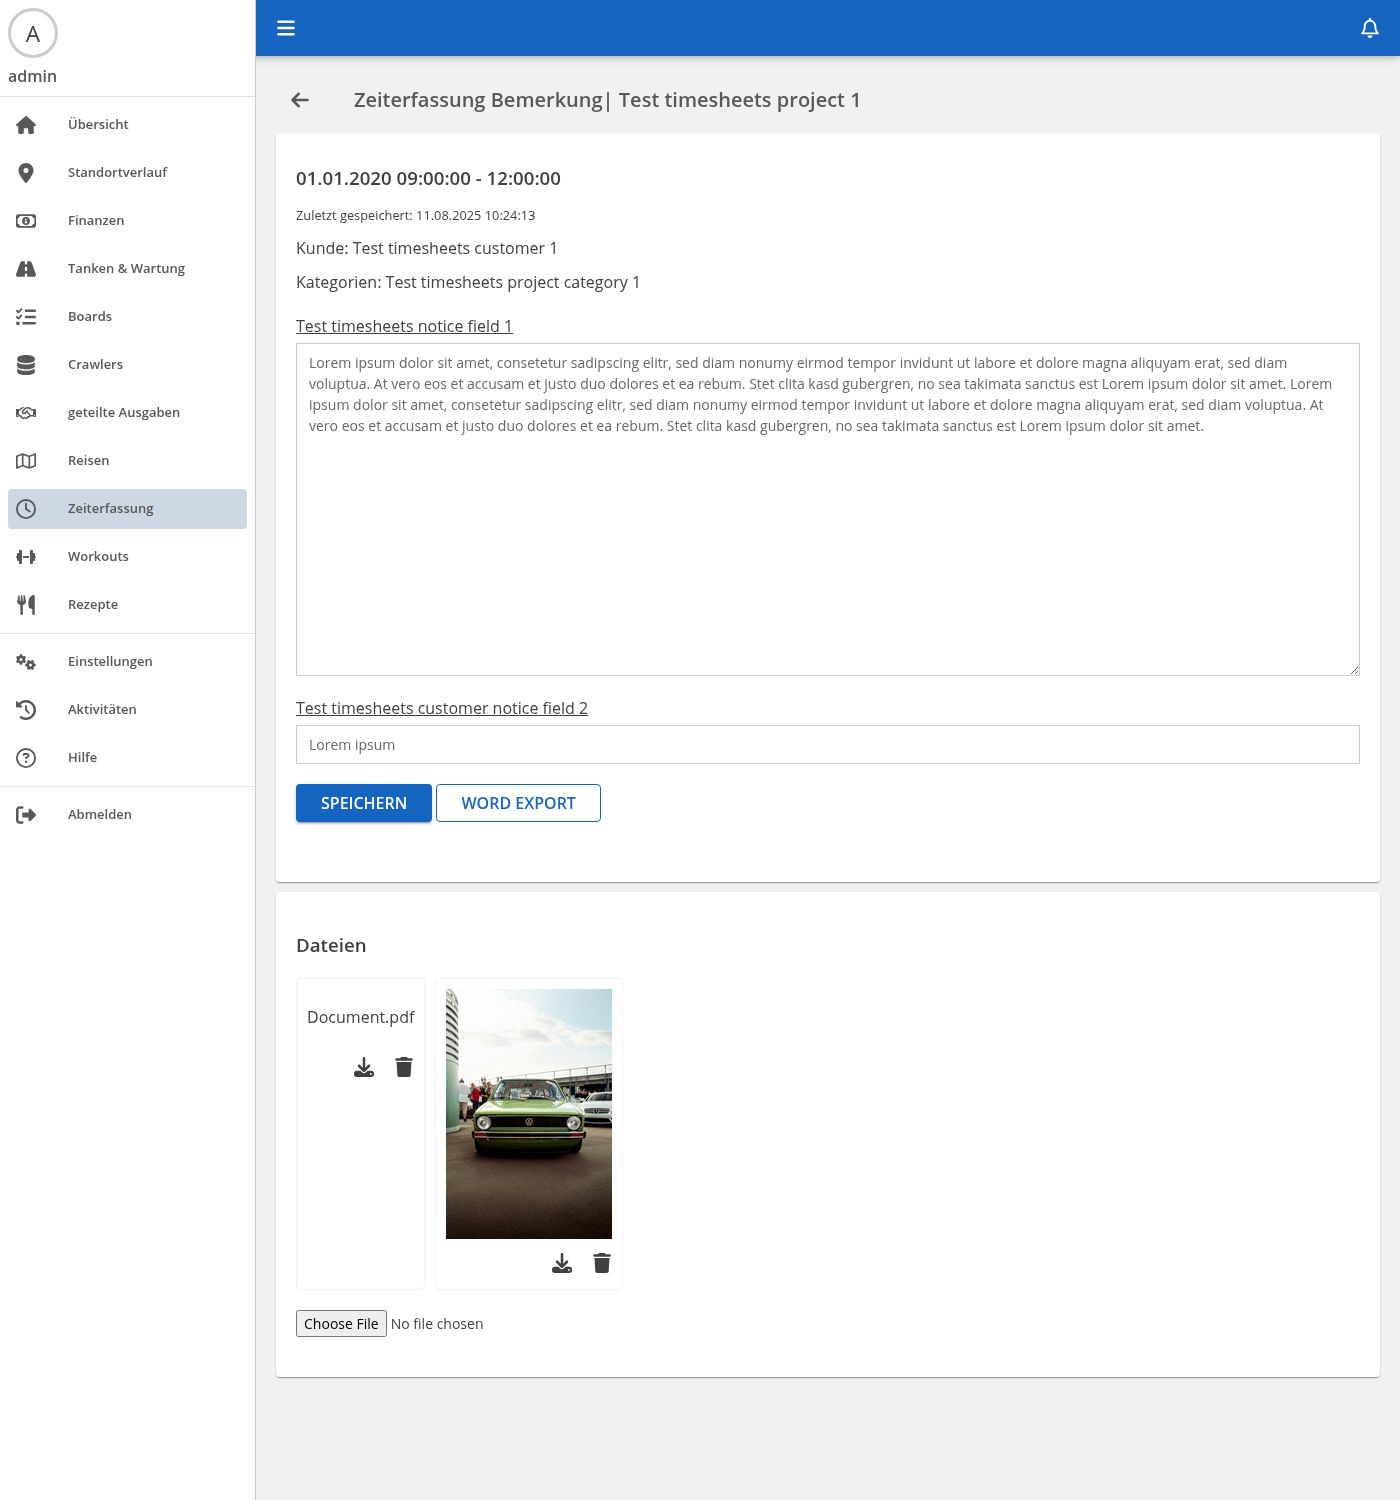 A
admin
Übersicht
Standortverlauf
Finanzen
Tanken & Wartung
Boards
Crawlers
geteilte Ausgaben
Reisen
Zeiterfassung
Workouts
Rezepte
Einstellungen
Aktivitäten
Hilfe
Abmelden
Zeiterfassung Bemerkung| Test timesheets project 1
01.01.2020 09:00:00 - 12:00:00
Zuletzt gespeichert: 11.08.2025 10:24:13
Kunde: Test timesheets customer 1
Kategorien: Test timesheets project category 1
Test timesheets notice field 1
Lorem ipsum dolor sit amet, consetetur sadipscing elitr, sed diam nonumy eirmod tempor invidunt ut labore et dolore magna aliquyam erat, sed diam
voluptua. At vero eos et accusam et justo duo dolores et ea rebum. Stet clita kasd gubergren, no sea takimata sanctus est Lorem ipsum dolor sit amet. Lorem
ipsum dolor sit amet, consetetur sadipscing elitr, sed diam nonumy eirmod tempor invidunt ut labore et dolore magna aliquyam erat, sed diam voluptua. At
vero eos et accusam et justo duo dolores et ea rebum. Stet clita kasd gubergren, no sea takimata sanctus est Lorem ipsum dolor sit amet.
Test timesheets customer notice field 2
Lorem ipsum
SPEICHERN WORD EXPORT
Dateien
Document.pdf
Choose File No file chosen